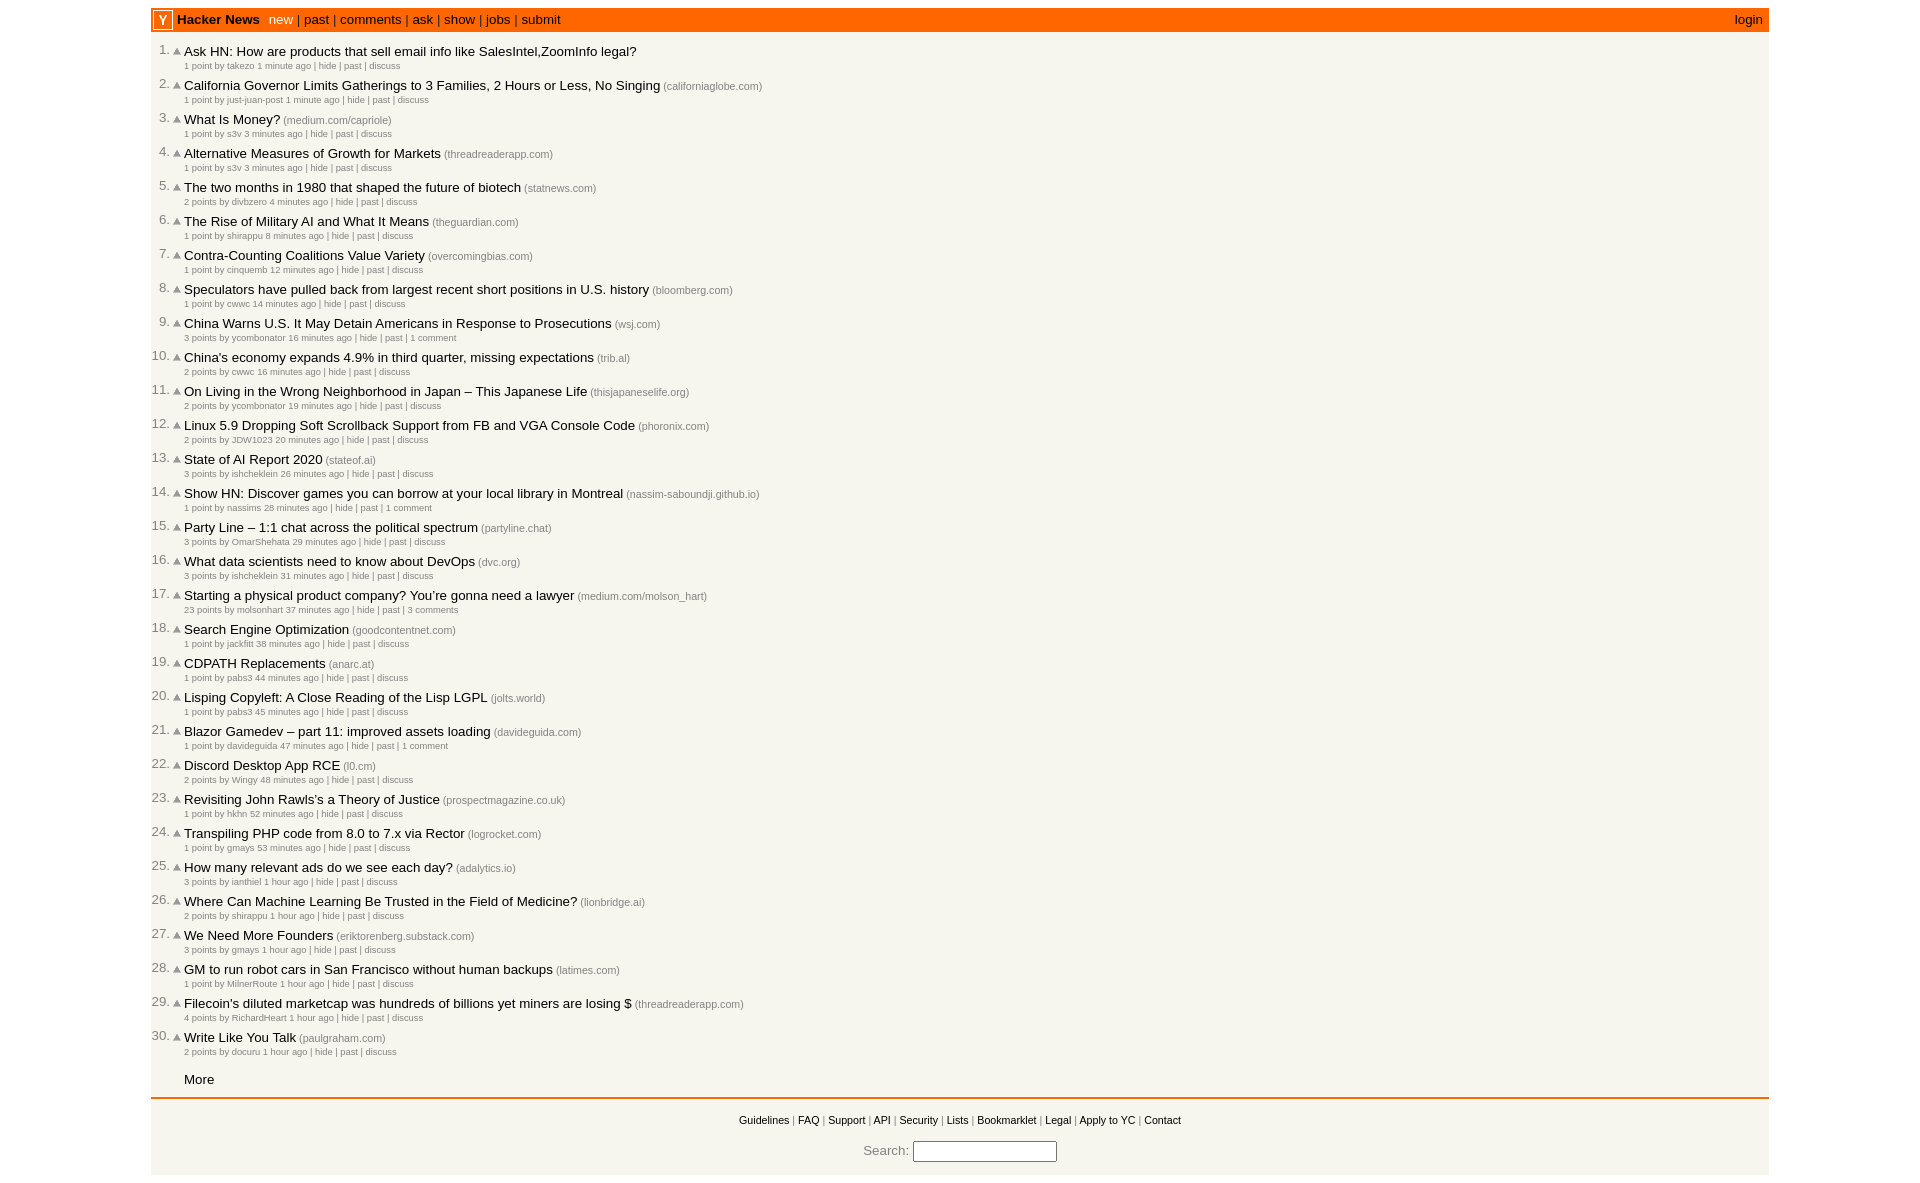 Y Hacker News new | past | comments | ask | show | jobs | submit login
1. Ask HN: How are products that sell email info like SalesIntel,ZoomInfo legal?
1 point by takezo 1 minute ago | hide | past | discuss
2. California Governor Limits Gatherings to 3 Families, 2 Hours or Less, No Singing (californiaglobe.com)
1 point by just-juan-post 1 minute ago | hide | past | discuss
3. What Is Money? (medium.com/capriole)
1 point by s3v 3 minutes ago | hide | past | discuss
4. Alternative Measures of Growth for Markets (threadreaderapp.com)
1 point by s3v 3 minutes ago | hide | past | discuss
5. The two months in 1980 that shaped the future of biotech (statnews.com)
2 points by divbzero 4 minutes ago | hide | past | discuss
6. The Rise of Military AI and What It Means (theguardian.com)
1 point by shirappu 8 minutes ago | hide | past | discuss
7. Contra-Counting Coalitions Value Variety (overcomingbias.com)
1 point by cinquemb 12 minutes ago | hide | past | discuss
8. Speculators have pulled back from largest recent short positions in U.S. history (bloomberg.com)
1 point by cwwc 14 minutes ago | hide | past | discuss
9. China Warns U.S. It May Detain Americans in Response to Prosecutions (wsj.com)
3 points by ycombonator 16 minutes ago | hide | past | 1 comment
10. China's economy expands 4.9% in third quarter, missing expectations (trib.al)
2 points by cwwc 16 minutes ago | hide | past | discuss
11. On Living in the Wrong Neighborhood in Japan – This Japanese Life (thisjapaneselife.org)
2 points by ycombonator 19 minutes ago | hide | past | discuss
12. Linux 5.9 Dropping Soft Scrollback Support from FB and VGA Console Code (phoronix.com)
2 points by JDW1023 20 minutes ago | hide | past | discuss
13. State of AI Report 2020 (stateof.ai)
3 points by ishcheklein 26 minutes ago | hide | past | discuss
14. Show HN: Discover games you can borrow at your local library in Montreal (nassim-saboundji.github.io)
1 point by nassims 28 minutes ago | hide | past | 1 comment
15. Party Line – 1:1 chat across the political spectrum (partyline.chat)
3 points by OmarShehata 29 minutes ago | hide | past | discuss
16. What data scientists need to know about DevOps (dvc.org)
3 points by ishcheklein 31 minutes ago | hide | past | discuss
17. Starting a physical product company? You’re gonna need a lawyer (medium.com/molson_hart)
23 points by molsonhart 37 minutes ago | hide | past | 3 comments
18. Search Engine Optimization (goodcontentnet.com)
1 point by jackfitt 38 minutes ago | hide | past | discuss
19. CDPATH Replacements (anarc.at)
1 point by pabs3 44 minutes ago | hide | past | discuss
20. Lisping Copyleft: A Close Reading of the Lisp LGPL (jolts.world)
1 point by pabs3 45 minutes ago | hide | past | discuss
21. Blazor Gamedev – part 11: improved assets loading (davideguida.com)
1 point by davideguida 47 minutes ago | hide | past | 1 comment
22. Discord Desktop App RCE (l0.cm)
2 points by Wingy 48 minutes ago | hide | past | discuss
23. Revisiting John Rawls’s a Theory of Justice (prospectmagazine.co.uk)
1 point by hkhn 52 minutes ago | hide | past | discuss
24. Transpiling PHP code from 8.0 to 7.x via Rector (logrocket.com)
1 point by gmays 53 minutes ago | hide | past | discuss
25. How many relevant ads do we see each day? (adalytics.io)
3 points by ianthiel 1 hour ago | hide | past | discuss
26. Where Can Machine Learning Be Trusted in the Field of Medicine? (lionbridge.ai)
2 points by shirappu 1 hour ago | hide | past | discuss
27. We Need More Founders (eriktorenberg.substack.com)
3 points by gmays 1 hour ago | hide | past | discuss
28. GM to run robot cars in San Francisco without human backups (latimes.com)
1 point by MilnerRoute 1 hour ago | hide | past | discuss
29. Filecoin's diluted marketcap was hundreds of billions yet miners are losing $ (threadreaderapp.com)
4 points by RichardHeart 1 hour ago | hide | past | discuss
30. Write Like You Talk (paulgraham.com)
2 points by docuru 1 hour ago | hide | past | discuss
More
Guidelines | FAQ | Support | API | Security | Lists | Bookmarklet | Legal | Apply to YC | Contact
Search: